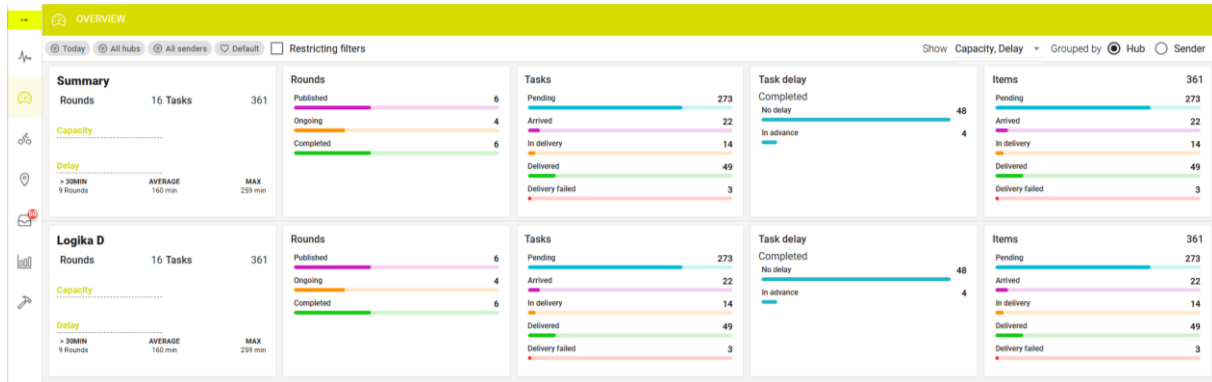 OVERVIEW
Today All hubs All senders Default Restricting filters Show Capacity, Delay Grouped by Hub Sender
Summary
Rounds 16 Tasks 361
Capacity
Delay
> 30MIN AVERAGE MAX
9 Rounds 160 min 259 min
Rounds
Published 6
Ongoing 4
Completed 6
Tasks
Pending 273
Arrived 22
In delivery 14
Delivered 49
Delivery failed 3
Task delay
Completed
No delay 48
In advance 4
Items 361
Pending 273
Arrived 22
In delivery 14
Delivered 49
Delivery failed 3
Logika D
Rounds 16 Tasks 361
Capacity
Delay
> 30MIN AVERAGE MAX
9 Rounds 160 min 259 min
Rounds
Published 6
Ongoing 4
Completed 6
Tasks
Pending 273
Arrived 22
In delivery 14
Delivered 49
Delivery failed 3
Task delay
Completed
No delay 48
In advance 4
Items 361
Pending 273
Arrived 22
In delivery 14
Delivered 49
Delivery failed 3